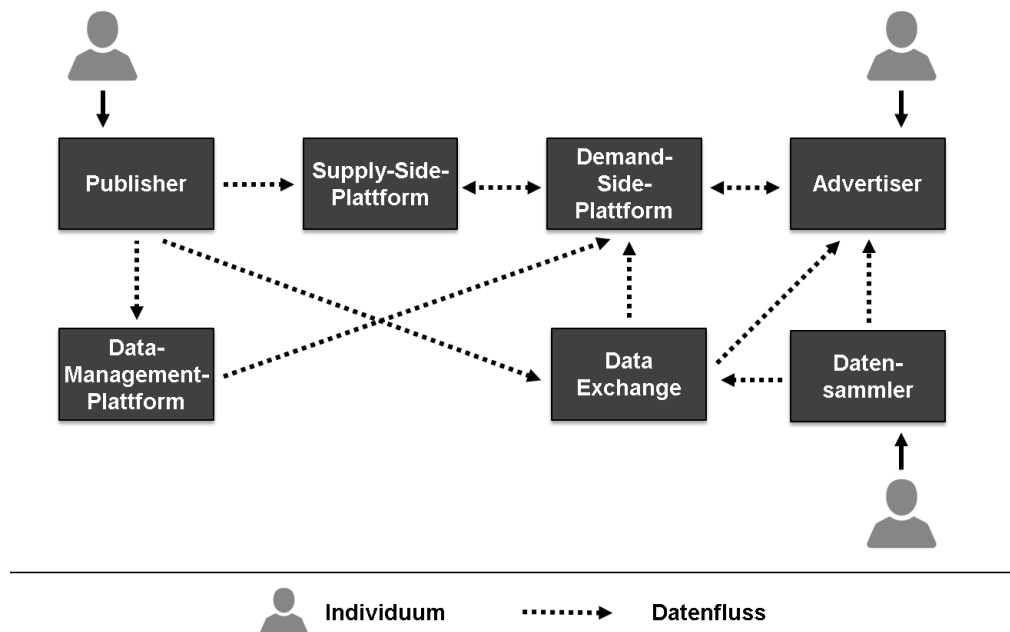 Publisher
Supply-Side-
Plattform
Demand-
Side-
Plattform
Advertiser
Data-
Management-
Plattform
Data
Exchange
Daten-
sammler
Individuum
Datenfluss